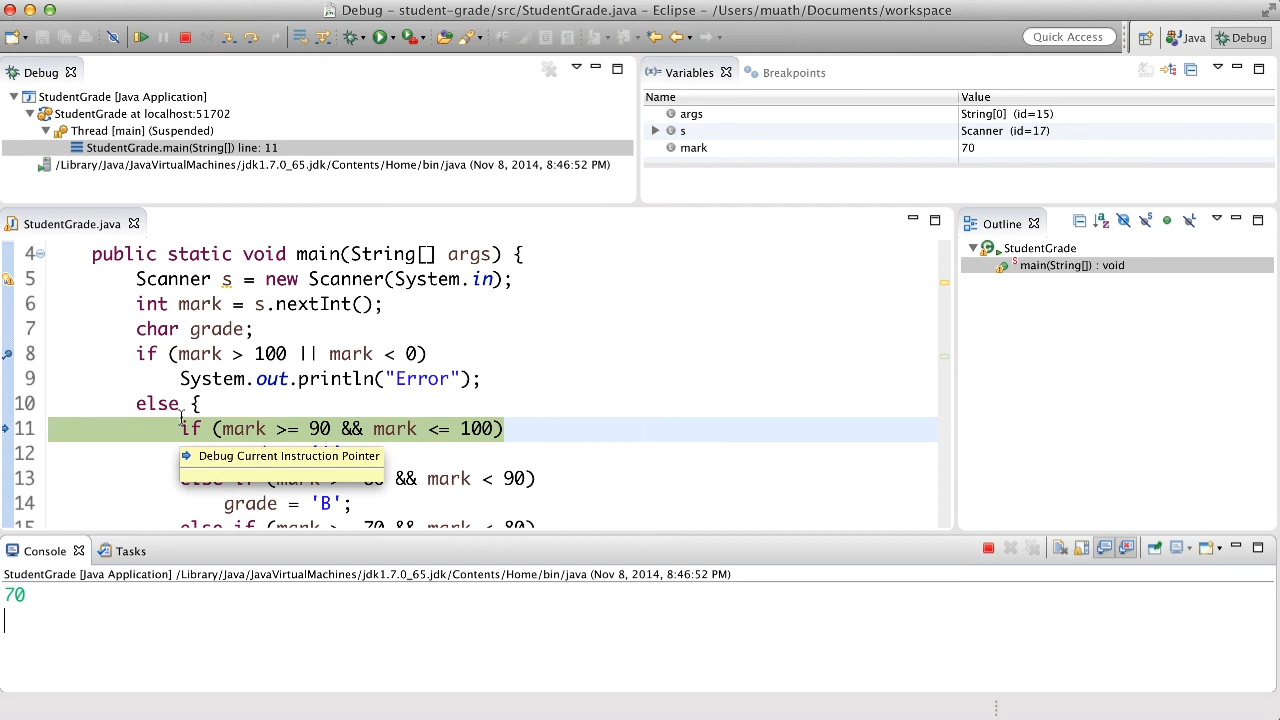 Debug - student-grade/src/StudentGrade.java - Eclipse - /Users/muath/Documents/workspace
Quick Access
Java
Debug
Debug
StudentGrade [Java Application]
StudentGrade at localhost:51702
Thread [main] (Suspended)
StudentGrade.main(String[]) line: 11
/Library/Java/JavaVirtualMachines/jdk1.7.0_65.jdk/Contents/Home/bin/java (Nov 8, 2014, 8:46:52 PM)
(x)= Variables
Breakpoints
Name Value
args String[0] (id=15)
s Scanner (id=17)
mark 70
StudentGrade.java
4 public static void main(String[] args) {
5 Scanner s = new Scanner(System.in);
6 int mark = s.nextInt();
7 char grade;
8 if (mark > 100 || mark < 0)
9 System.out.println("Error");
10 else {
11 if (mark >= 90 && mark <= 100)
12
Debug Current Instruction Pointer
13 else if (mark >= 80 && mark < 90)
14 grade = 'B';
15 else if (mark >= 70 && mark < 80)
Outline
StudentGrade
main(String[]) : void
Console
Tasks
StudentGrade [Java Application] /Library/Java/JavaVirtualMachines/jdk1.7.0_65.jdk/Contents/Home/bin/java (Nov 8, 2014, 8:46:52 PM)
70